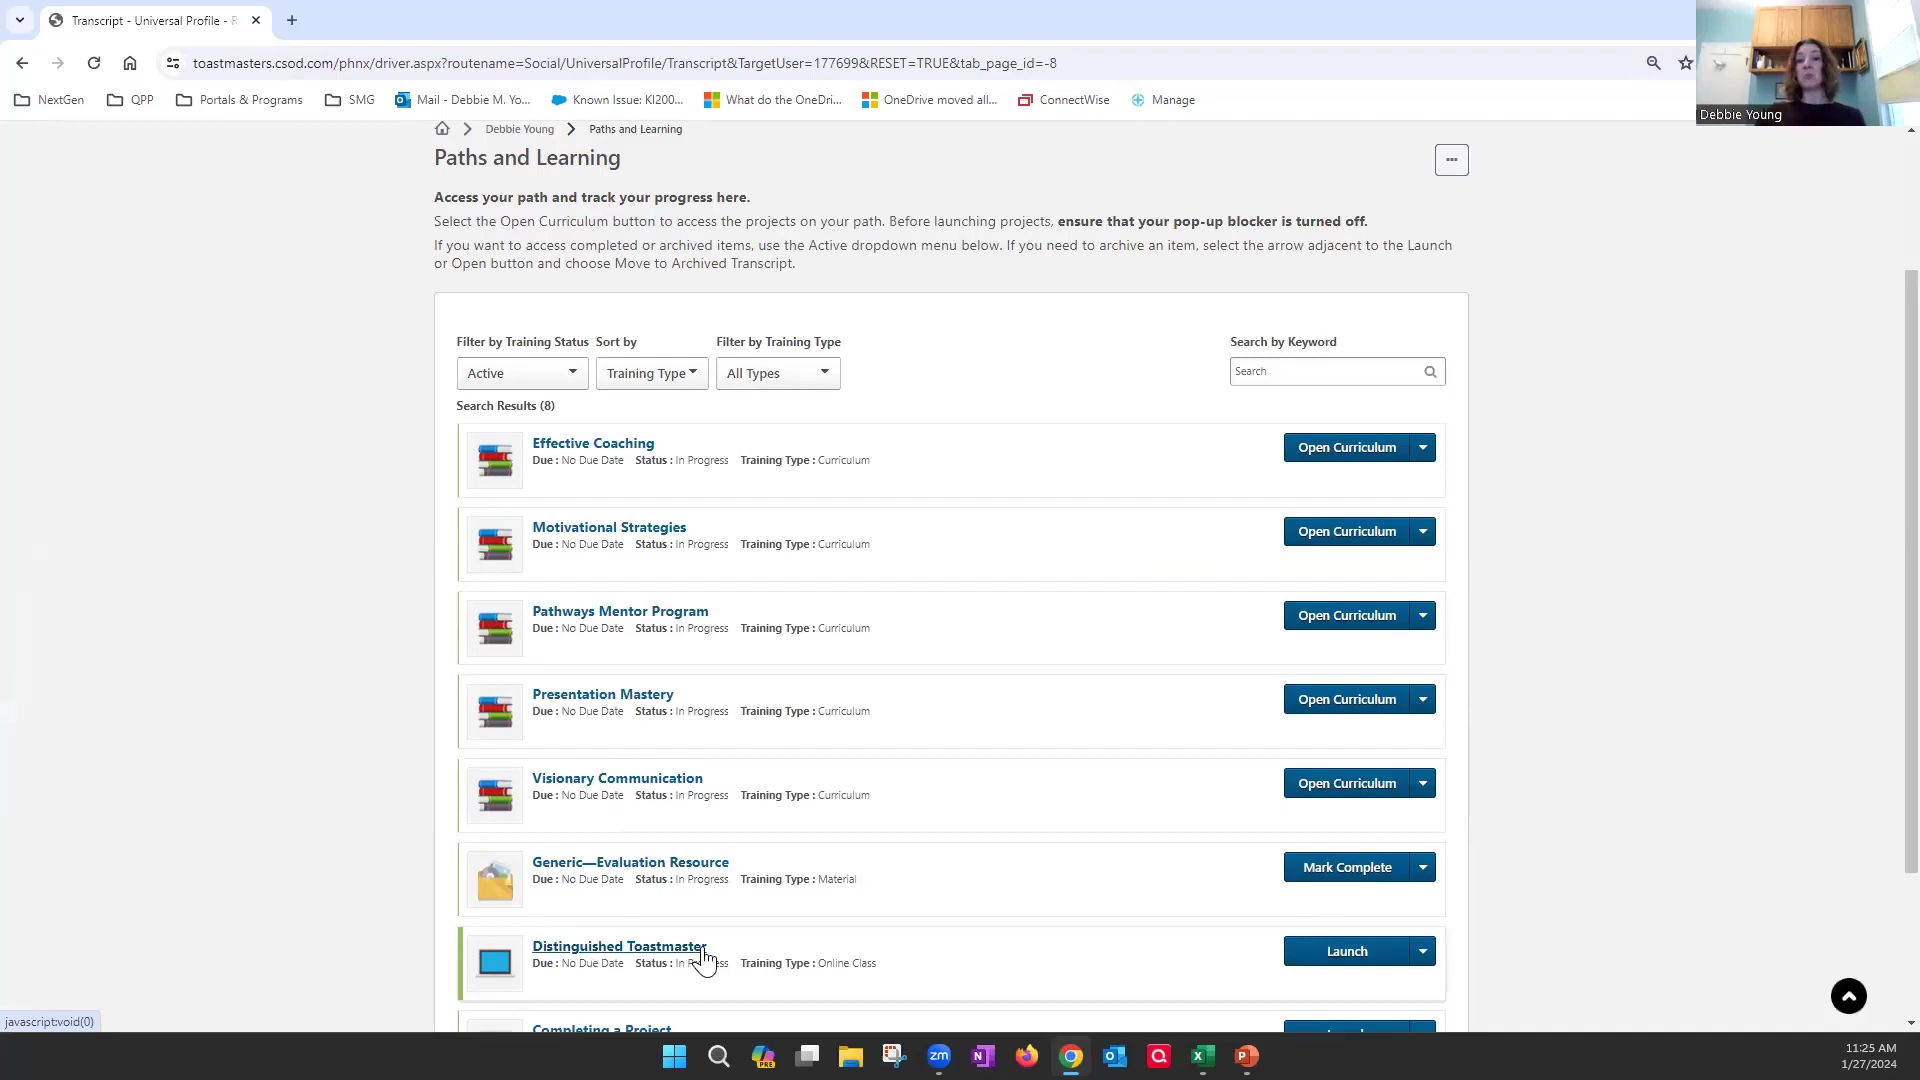 Transcript - Universal Profile - R
toastmasters.csod.com/phnx/driver.aspx?routename=Social/UniversalProfile/Transcript&TargetUser=177699&RESET=TRUE&tab_page_id=-8
NextGen QPP Portals & Programs SMG Mail - Debbie M. Yo... Known Issue: KI200... What do the OneDri... OneDrive moved all... ConnectWise Manage
Debbie Young
Debbie Young Paths and Learning
Paths and Learning
...
Access your path and track your progress here.
Select the Open Curriculum button to access the projects on your path. Before launching projects, ensure that your pop-up blocker is turned off.
If you want to access completed or archived items, use the Active dropdown menu below. If you need to archive an item, select the arrow adjacent to the Launch
or Open button and choose Move to Archived Transcript.
Filter by Training Status Sort by Filter by Training Type Search by Keyword
Active Training Type All Types Search
Search Results (8)
Effective Coaching
Due : No Due Date Status : In Progress Training Type : Curriculum
Open Curriculum
Motivational Strategies
Due : No Due Date Status : In Progress Training Type : Curriculum
Open Curriculum
Pathways Mentor Program
Due : No Due Date Status : In Progress Training Type : Curriculum
Open Curriculum
Presentation Mastery
Due : No Due Date Status : In Progress Training Type : Curriculum
Open Curriculum
Visionary Communication
Due : No Due Date Status : In Progress Training Type : Curriculum
Open Curriculum
Generic—Evaluation Resource
Due : No Due Date Status : In Progress Training Type : Material
Mark Complete
Distinguished Toastmaster
Due : No Due Date Status : In Training Type : Online Class
Launch
Completing a Project
javascript:void(0)
PRE zm N Q X P
11:25 AM
1/27/2024